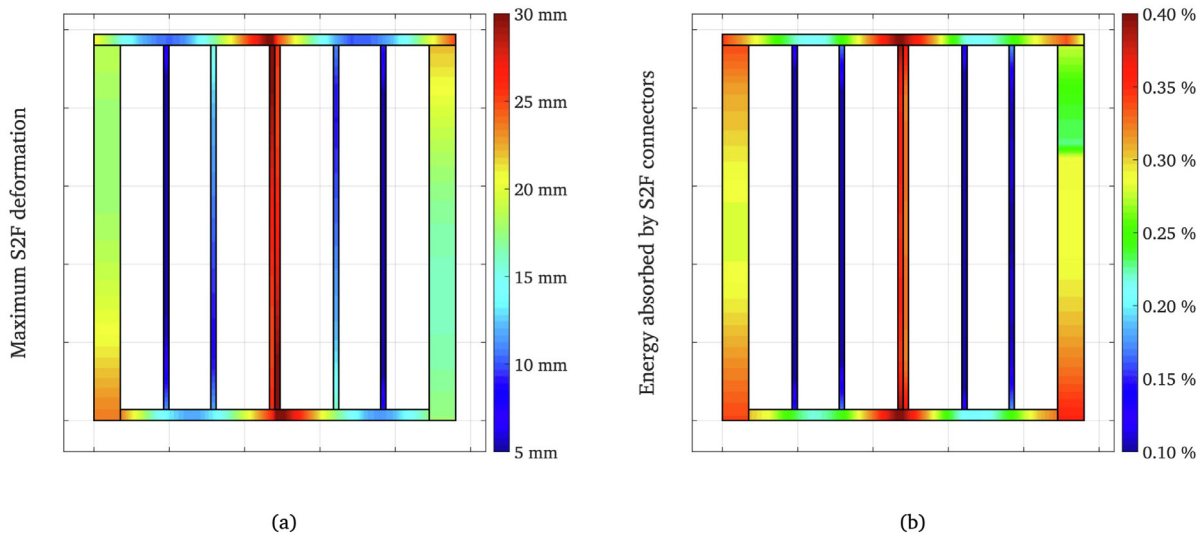 Maximum S2F deformation
30 mm
25 mm
20 mm
15 mm
10 mm
5 mm
(a)
Energy absorbed by S2F connectors
0.40 %
0.35 %
0.30 %
0.25 %
0.20 %
0.15 %
0.10 %
(b)